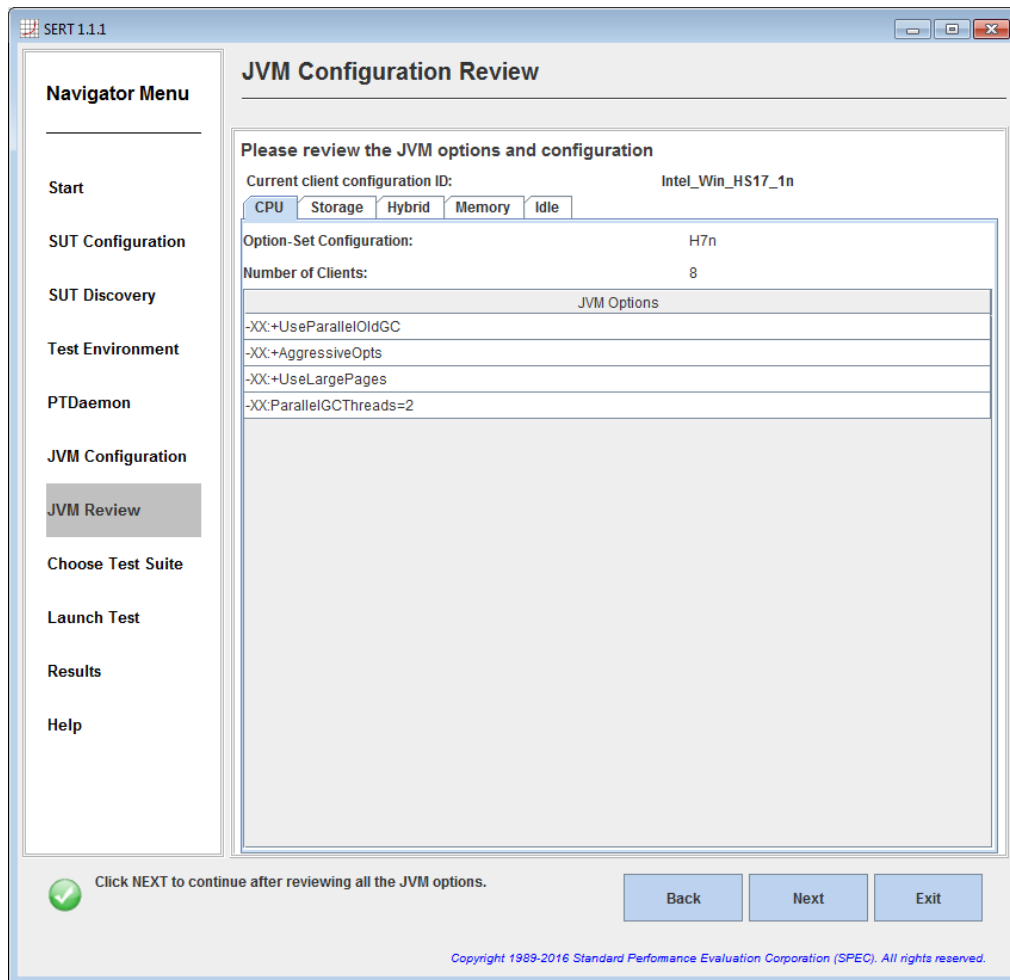 SERT 1.1.1
Navigator Menu
Start
SUT Configuration
SUT Discovery
Test Environment
PTDaemon
JVM Configuration
JVM Review
Choose Test Suite
Launch Test
Results
Help
JVM Configuration Review
Please review the JVM options and configuration
Current client configuration ID: Intel_Win_HS17_1n
CPU Storage Hybrid Memory Idle
Option-Set Configuration: H7n
Number of Clients: 8
JVM Options
-XX:+UseParallelOldGC
-XX:+AggressiveOpts
-XX:+UseLargePages
-XX:ParallelGCThreads=2
Click NEXT to continue after reviewing all the JVM options.
Back Next Exit
Copyright 1989-2016 Standard Perfomance Evaluation Corporation (SPEC). All rights reserved.